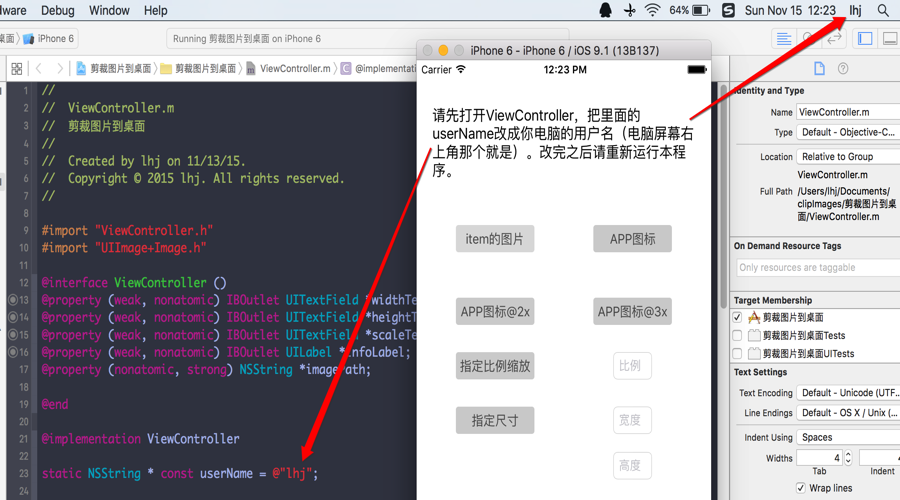 dware Debug Window Help
64% Sun Nov 15 12:23 lhj
桌面 iPhone 6
Running 剪裁图片到桌面 on iPhone 6
剪裁图片到桌面 剪裁图片到桌面 ViewController.m @implementati
1 //
2 // ViewController.m
3 // 剪裁图片到桌面
4 //
5 // Created by lhj on 11/13/15.
6 // Copyright © 2015 lhj. All rights reserved.
7 //
8
9 #import "ViewController.h"
10 #import "UIImage+Image.h"
11
12 @interface ViewController ()
13 @property (weak, nonatomic) IBOutlet UITextField *widthTe
14 @property (weak, nonatomic) IBOutlet UITextField *heightT
15 @property (weak, nonatomic) IBOutlet UITextField *scaleTe
16 @property (weak, nonatomic) IBOutlet UILabel *infoLabel;
17 @property (nonatomic, strong) NSString *imagePath;
18
19 @end
20
21 @implementation ViewController
22
23 static NSString * const userName = @"lhj";
24
iPhone 6 - iPhone 6 / iOS 9.1 (13B137)
Carrier 12:23 PM
请先打开ViewController，把里面的
userName改成你电脑的用户名（电脑屏幕右
上角那个就是）。改完之后请重新运行本程
序。
item的图片 APP图标
APP图标@2x APP图标@3x
指定比例缩放 比例
指定尺寸 宽度
高度
Identity and Type
Name ViewController.m
Type Default - Objective-C...
Location Relative to Group
ViewController.m
Full Path /Users/lhj/Documents/
clipImages/剪裁图片到桌
面/ViewController.m
On Demand Resource Tags
Only resources are taggable
Target Membership
剪裁图片到桌面
剪裁图片到桌面Tests
剪裁图片到桌面UITests
Text Settings
Text Encoding Default - Unicode (UTF...
Line Endings Default - OS X / Unix (...
Indent Using Spaces
Widths 4 4
Tab Indent
Wrap lines